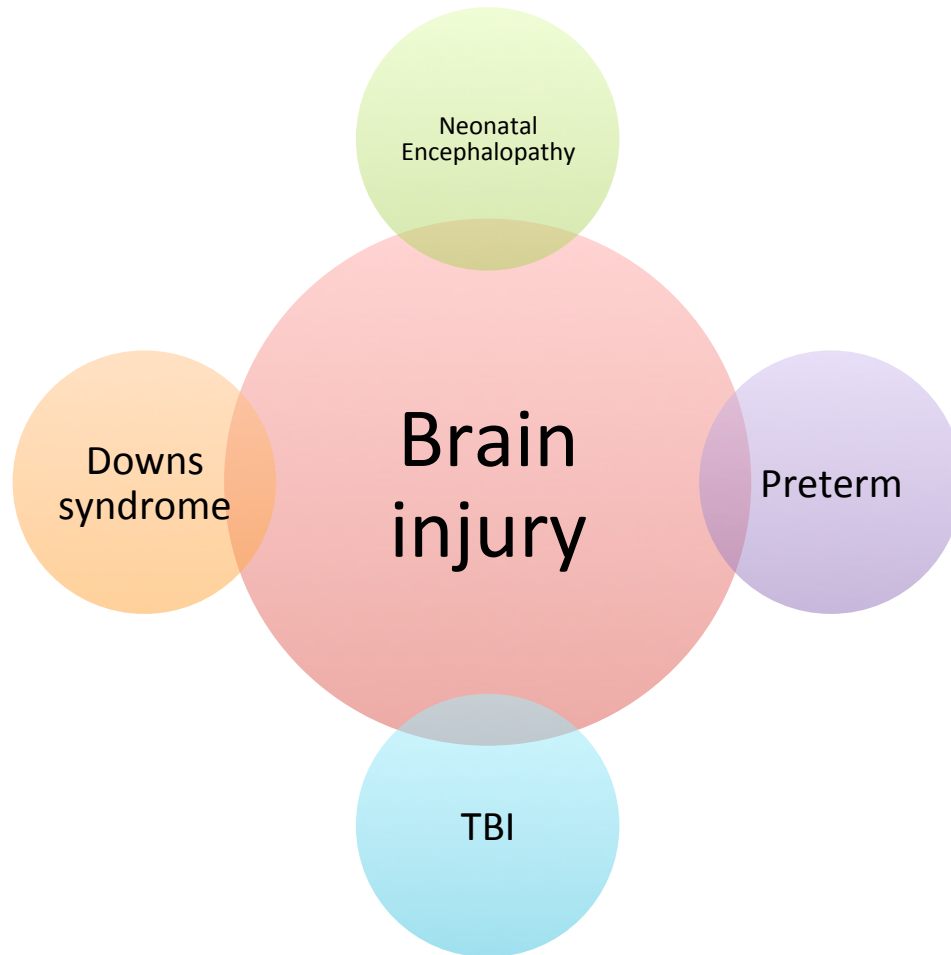 Neonatal
Encephalopathy
Downs
syndrome
Brain
injury
Preterm
TBI